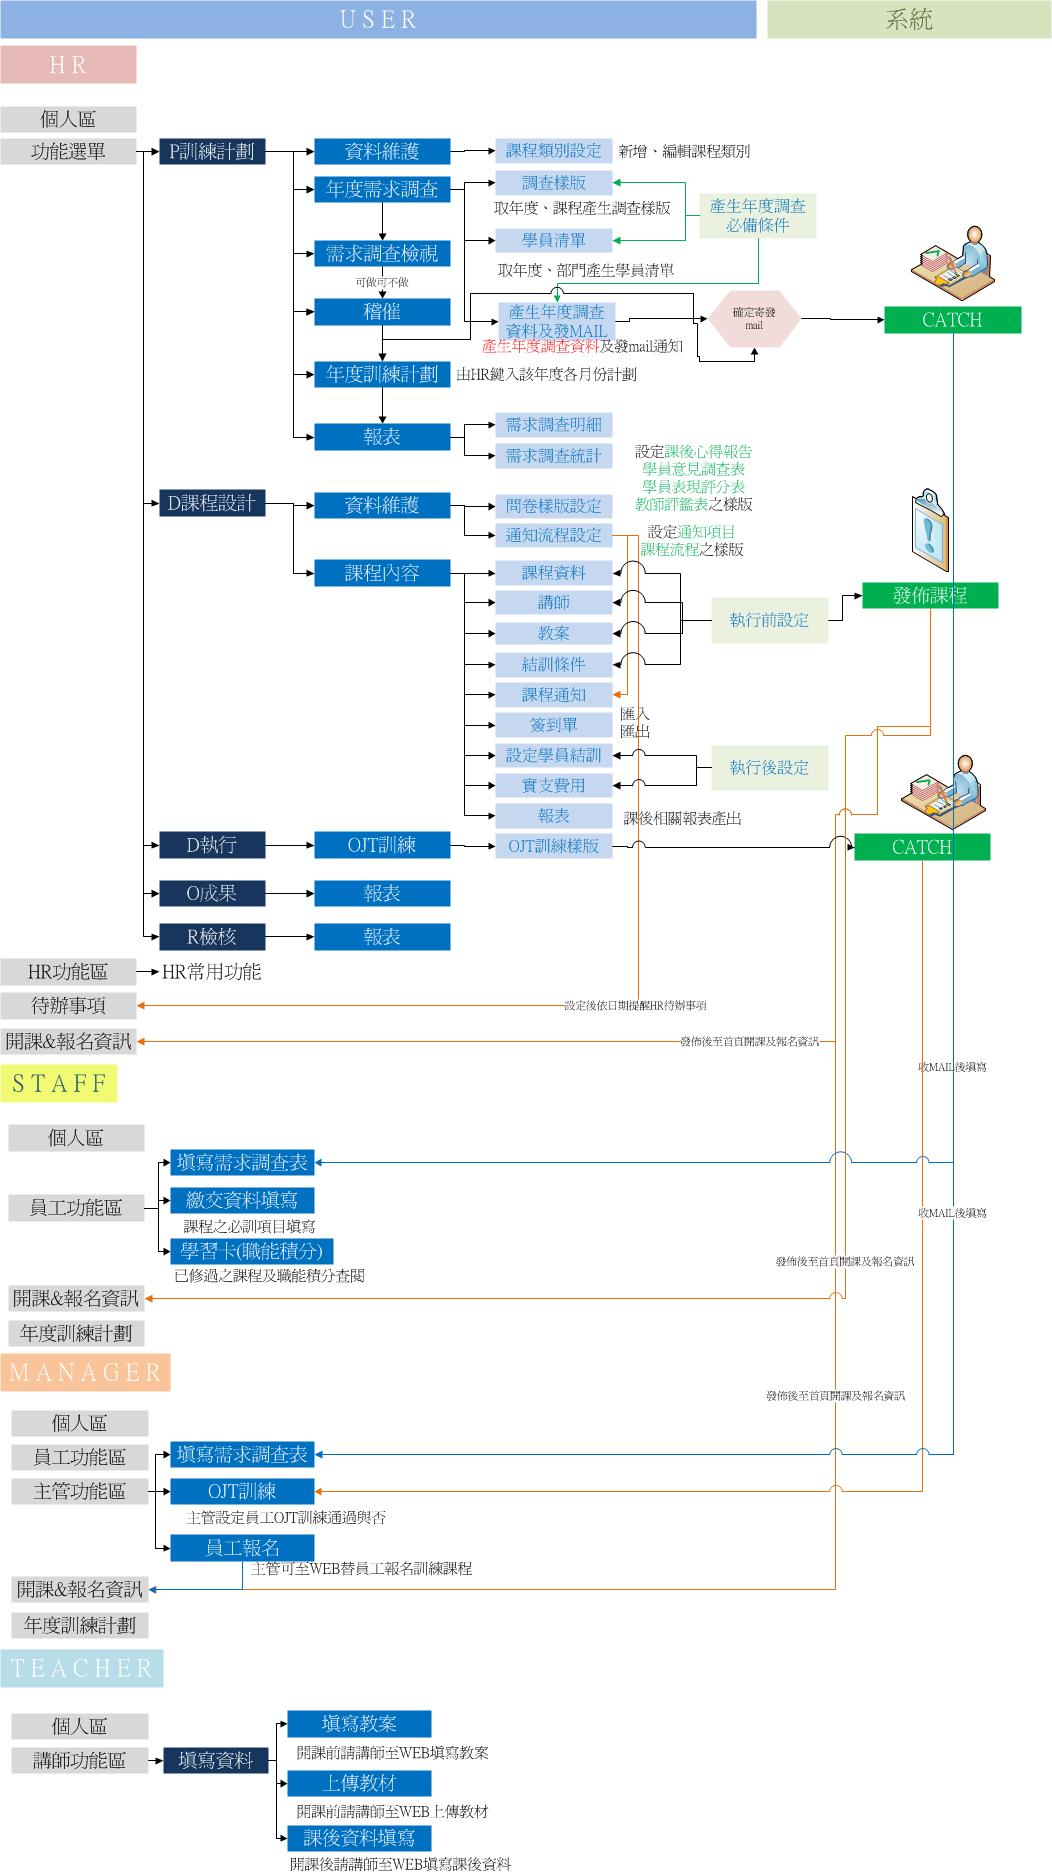 USER
系統
HR
個人區
功能選單
P訓練計劃
資料維護
課程類別設定
新增、編輯課程類別
年度需求調查
調查樣版
取年度、課程產生調查樣版
產生年度調查
必備條件
學員清單
取年度、部門產生學員清單
需求調查檢視
可做可不做
稽催
產生年度調查
資料及發MAIL
產生年度調查資料及發mail通知
確定寄發
mail
CATCH
年度訓練計劃
由HR鍵入該年度各月份計劃
報表
需求調查明細
需求調查統計
設定課後心得報告
學員意見調查表
學員表現評分表
教師評鑑表之樣版
D課程設計
資料維護
問卷樣版設定
通知流程設定
設定通知項目
課程流程之樣版
課程內容
課程資料
講師
教案
結訓條件
課程通知
簽到單
匯入
匯出
設定學員結訓
實支費用
報表
課後相關報表產出
執行前設定
發佈課程
執行後設定
D執行
OJT訓練
OJT訓練樣版
CATCH
O成果
報表
R檢核
報表
HR功能區
HR常用功能
待辦事項
設定後依日期提醒HR待辦事項
開課&報名資訊
發佈後至首頁開課及報名資訊
收MAIL後填寫
STAFF
個人區
填寫需求調查表
員工功能區
繳交資料填寫
課程之必訓項目填寫
收MAIL後填寫
學習卡(職能積分)
已修過之課程及職能積分查閱
發佈後至首頁開課及報名資訊
開課&報名資訊
年度訓練計劃
MANAGER
發佈後至首頁開課及報名資訊
個人區
員工功能區
填寫需求調查表
主管功能區
OJT訓練
主管設定員工OJT訓練通過與否
員工報名
主管可至WEB替員工報名訓練課程
開課&報名資訊
年度訓練計劃
TEACHER
個人區
填寫教案
開課前請講師至WEB填寫教案
講師功能區
填寫資料
上傳教材
開課前請講師至WEB上傳教材
課後資料填寫
開課後請講師至WEB填寫課後資料